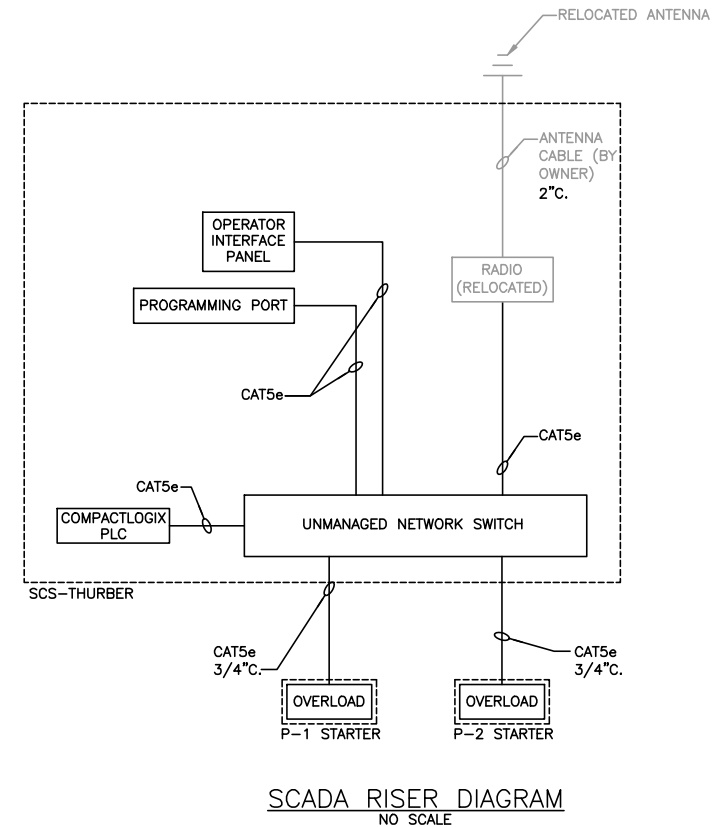 RELOCATED ANTENNA
ANTENNA
CABLE (BY
OWNER)
2"C.
OPERATOR
INTERFACE
PANEL
RADIO
(RELOCATED)
PROGRAMMING PORT
CAT5e
CAT5e
CAT5e
COMPACTLOGIX
PLC
UNMANAGED NETWORK SWITCH
SCS-THURBER
CAT5e
3/4"C.
CAT5e
3/4"C.
OVERLOAD
P-1 STARTER
OVERLOAD
P-2 STARTER
SCADA RISER DIAGRAM
NO SCALE